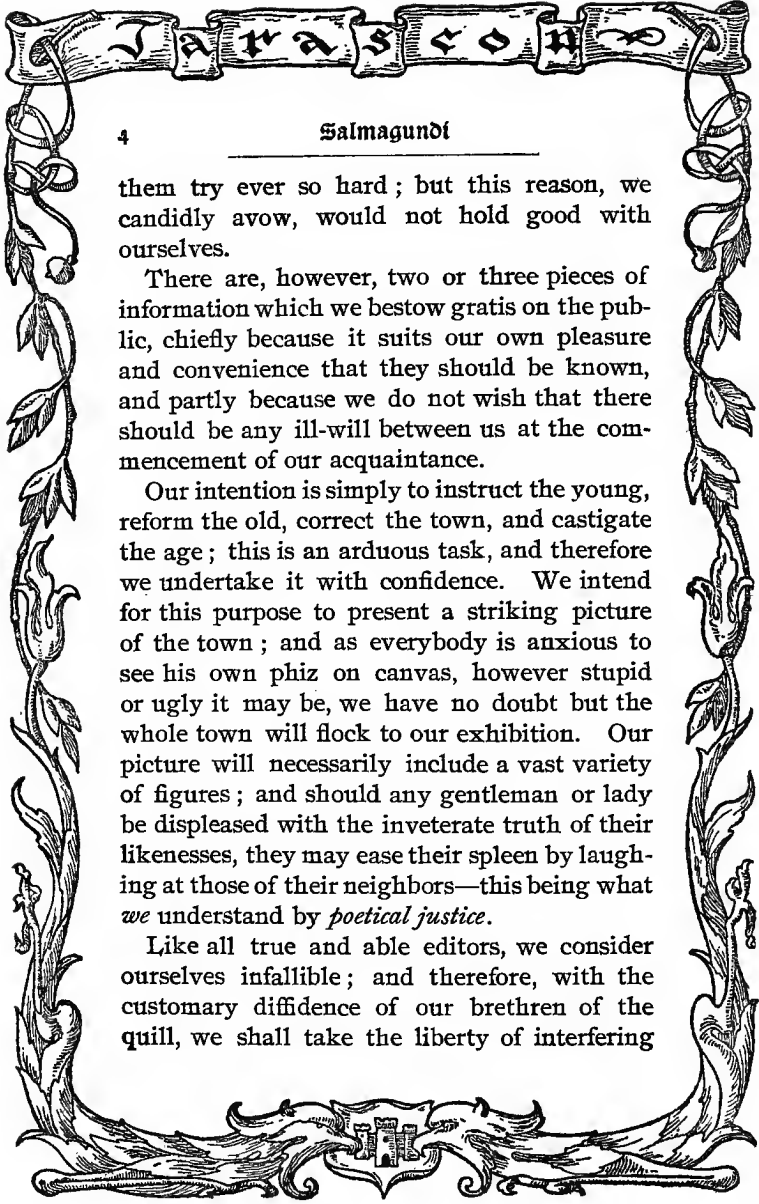 Tarascon
4 Salmagundi
them try ever so hard ; but this reason, we
candidly avow, would not hold good with
ourselves.
There are, however, two or three pieces of
information which we bestow gratis on the pub-
lic, chiefly because it suits our own pleasure
and convenience that they should be known,
and partly because we do not wish that there
should be any ill-will between us at the com-
mencement of our acquaintance.
Our intention is simply to instruct the young,
reform the old, correct the town, and castigate
the age ; this is an arduous task, and therefore
we undertake it with confidence. We intend
for this purpose to present a striking picture
of the town ; and as everybody is anxious to
see his own phiz on canvas, however stupid
or ugly it may be, we have no doubt but the
whole town will flock to our exhibition. Our
picture will necessarily include a vast variety
of figures ; and should any gentleman or lady
be displeased with the inveterate truth of their
likenesses, they may ease their spleen by laugh-
ing at those of their neighbors—this being what
we understand by poetical justice.
Like all true and able editors, we consider
ourselves infallible ; and therefore, with the
customary diffidence of our brethren of the
quill, we shall take the liberty of interfering